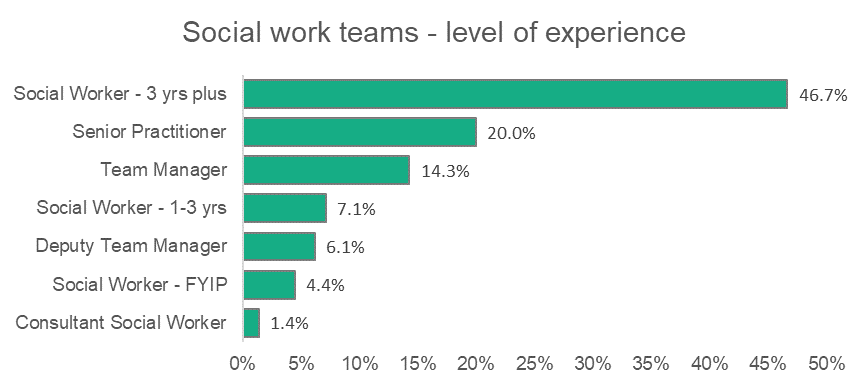 Social work teams - level of experience
Social Worker - 3 yrs plus 46.7%
Senior Practitioner 20.0%
Team Manager 14.3%
Social Worker - 1-3 yrs 7.1%
Deputy Team Manager 6.1%
Social Worker - FYIP 4.4%
Consultant Social Worker 1.4%
0% 5% 10% 15% 20% 25% 30% 35% 40% 45% 50%